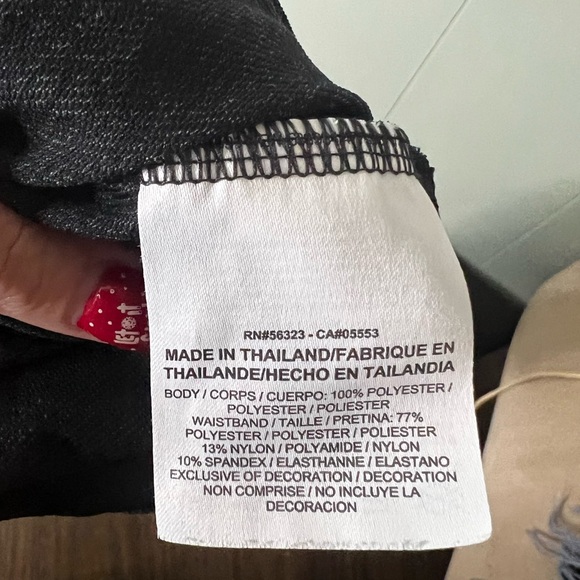 RN#56323 - CA#05553
MADE IN THAILAND/FABRIQUE EN
THAILANDE/HECHO EN TAILANDIA
BODY / CORPS / CUERPO: 100% POLYESTER /
POLYESTER / POLIESTER
WAISTBAND / TAILLE / PRETINA: 77%
POLYESTER / POLYESTER / POLIESTER
13% NYLON / POLYAMIDE / NYLON
10% SPANDEX / ELASTHANNE / ELASTANO
EXCLUSIVE OF DECORATION / DECORATION
NON COMPRISE / NO INCLUYE LA
DECORACION